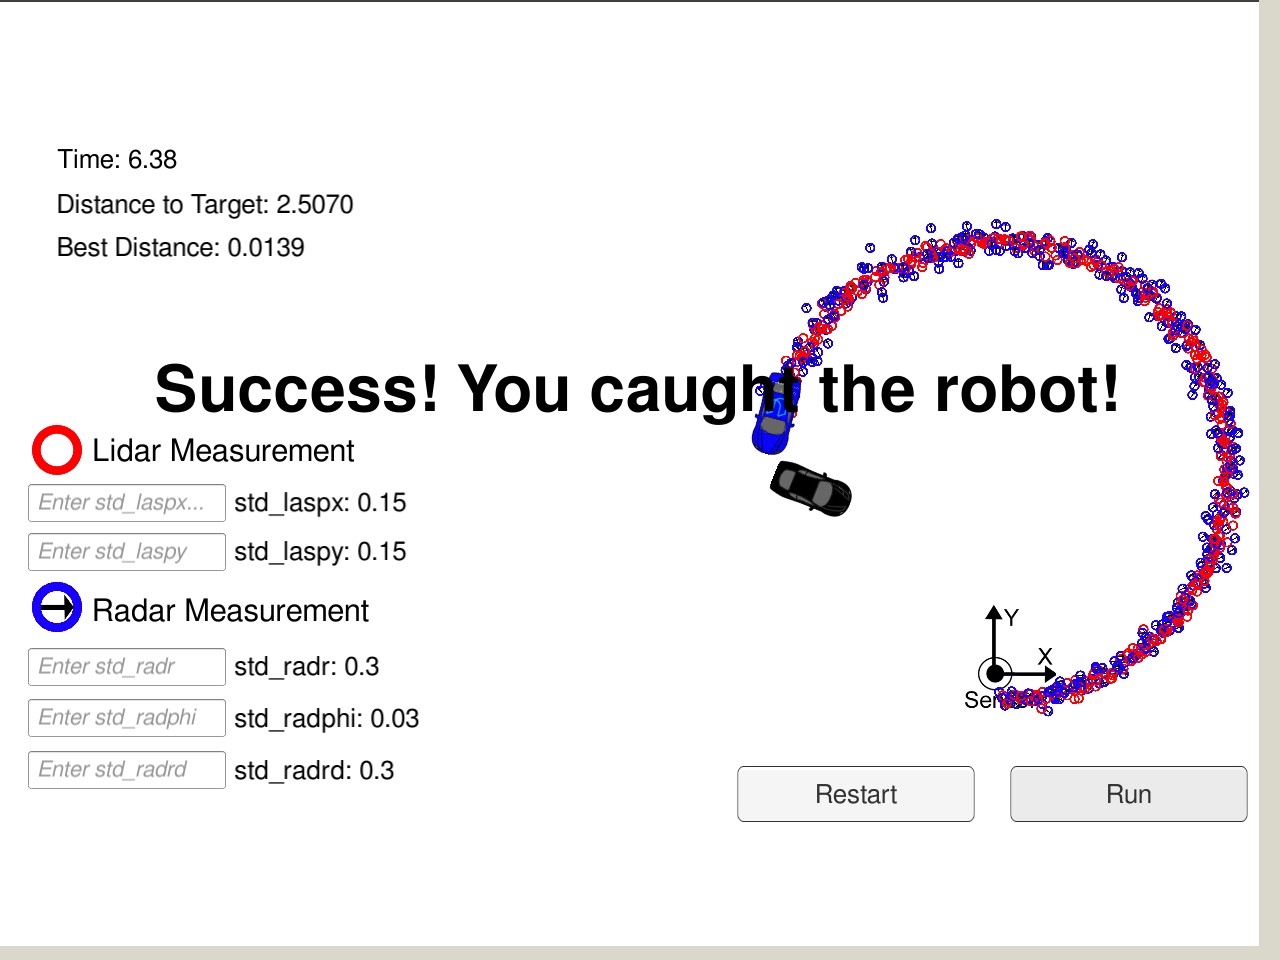 Time: 6.38
Distance to Target: 2.5070
Best Distance: 0.0139
Success! You caught the robot!
Lidar Measurement
Enter std_laspx... std_laspx: 0.15
Enter std_laspy std_laspy: 0.15
Radar Measurement
Enter std_radr std_radr: 0.3
Enter std_radphi std_radphi: 0.03
Enter std_radrd std_radrd: 0.3
Y
X
Restart Run